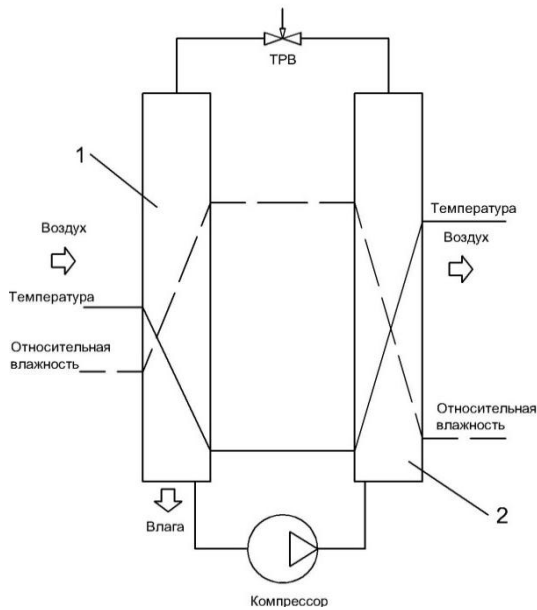 ТРВ
1
Воздух
Температура
Воздух
Температура
Относительная
влажность
Относительная
влажность
Влага
2
Компрессор